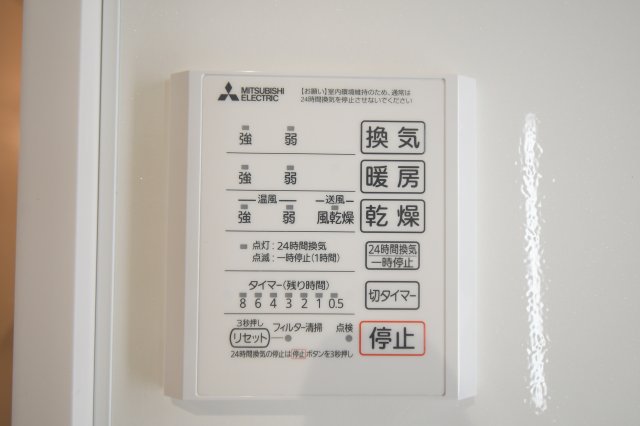 MITSUBISHI
ELECTRIC
【お願い】室内環境維持のため、通常は
24時間換気を停止させないでください
強 弱 換気
強 弱 暖房
温風 送風
強 弱 風乾燥 乾燥
点灯:24時間換気
点滅:一時停止(1時間)
24時間換気
一時停止
タイマー(残り時間)
8 6 4 3 2 1 0.5
切タイマー
3秒押し
リセット フィルター清掃 点検
停止
24時間換気の停止は停止ボタンを3秒押し